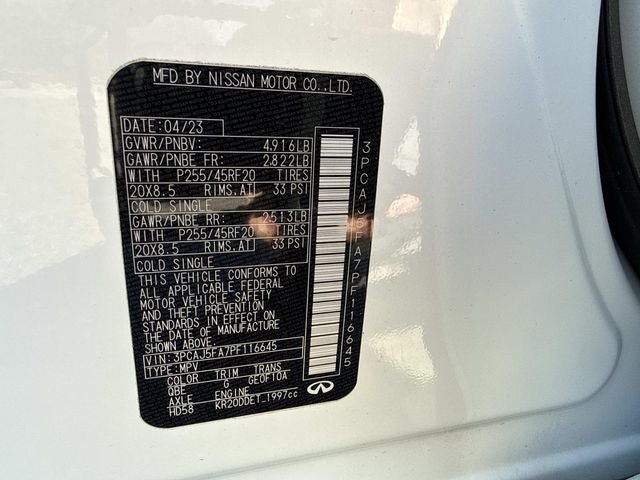 MFD BY NISSAN MOTOR CO.,LTD.
DATE: 04/23
GVWR/PNBV: 4,916LB
GAWR/PNBE FR: 2,822LB
WITH P255/45RF20 TIRES
20X8.5 RIMS,AT 33 PSI
COLD SINGLE
GAWR/PNBE RR: 2513LB
WITH P255/45RF20 TIRES
20X8.5 RIMS,AT 33 PSI
COLD SINGLE
THIS VEHICLE CONFORMS TO
ALL APPLICABLE FEDERAL
MOTOR VEHICLE SAFETY
AND THEFT PREVENTION
STANDARDS IN EFFECT ON
THE DATE OF MANUFACTURE
SHOWN ABOVE.
VIN: 3PCAJ5FA7PF116645
TYPE: MPV
COLOR TRIM TRANS
QBE G GEOF10A
AXLE ENGINE
HD58 KR20DDET 1997cc
3PCAJ5FA7PF116645